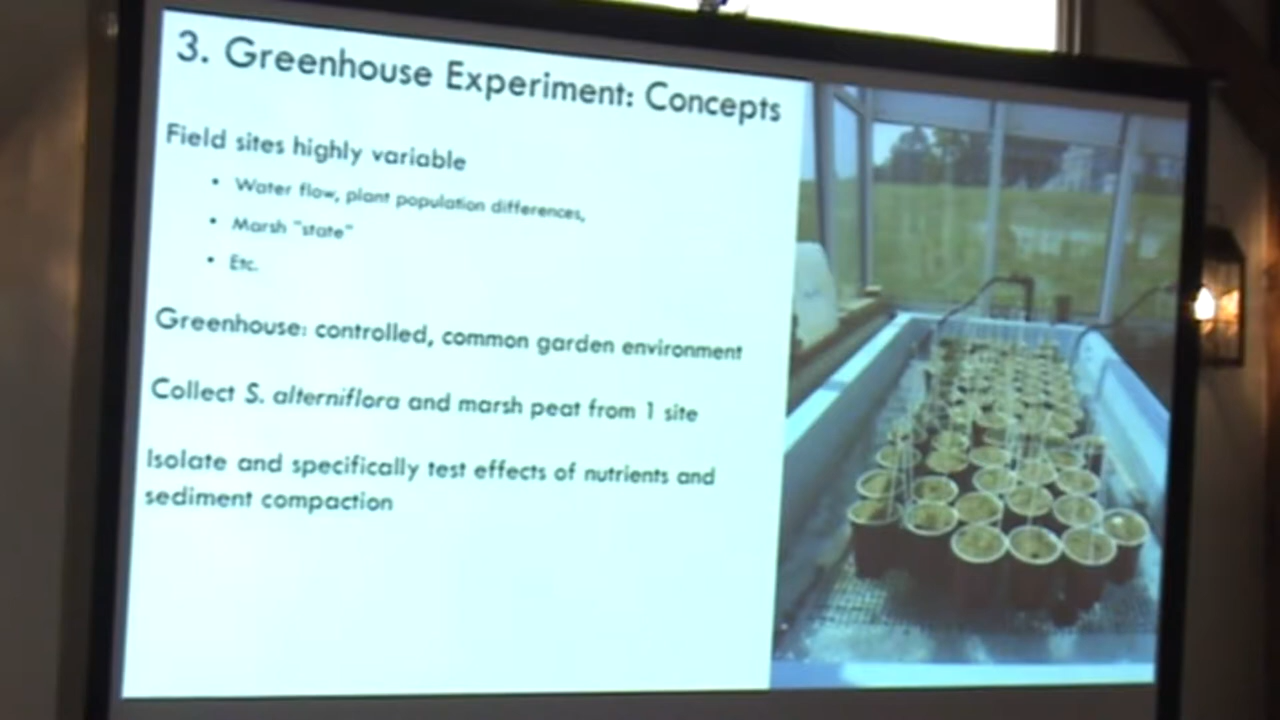 3. Greenhouse Experiment: Concepts
Field sites highly variable
• Water flow, plant population differences,
• Marsh "state"
• Etc.
Greenhouse: controlled, common garden environment
Collect S. alterniflora and marsh peat from 1 site
Isolate and specifically test effects of nutrients and
sediment compaction